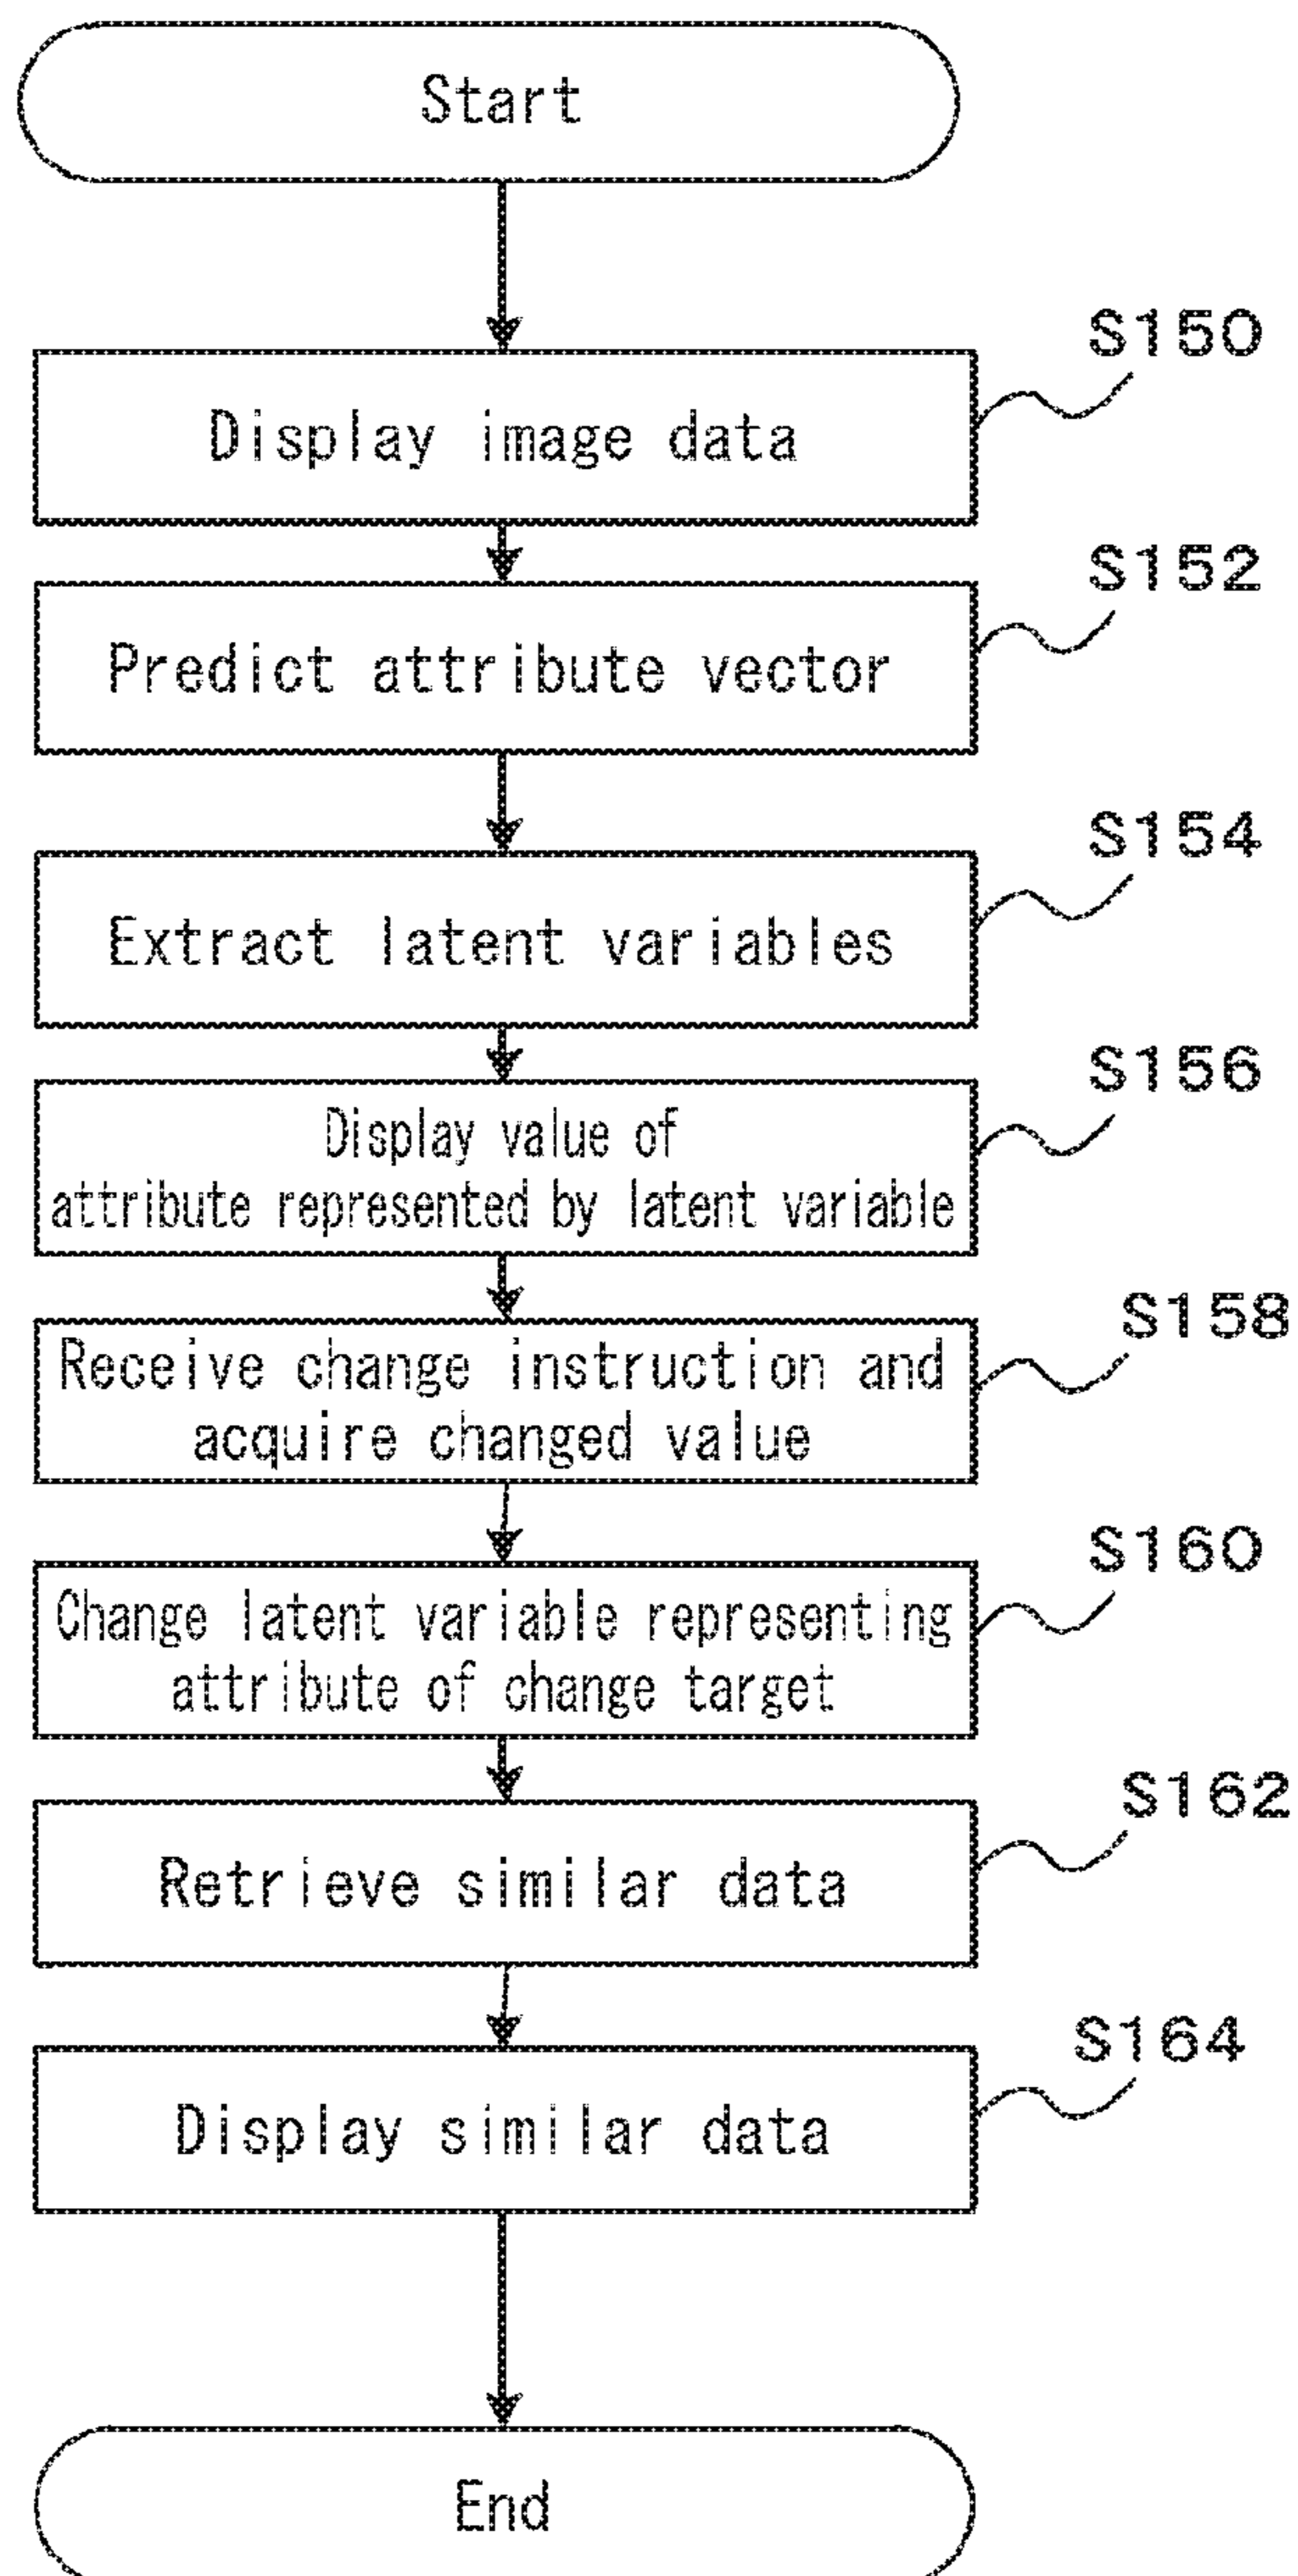 Start
S150
Display image data
S152
Predict attribute vector
S154
Extract latent variables
S156
Display value of
attribute represented by latent variable
S158
Receive change instruction and
acquire changed value
S160
Change latent variable representing
attribute of change target
S162
Retrieve similar data
S164
Display similar data
End